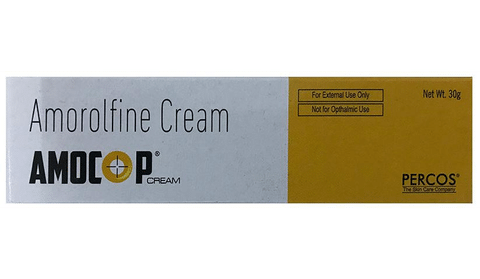 Amorolfine Cream
AMOCOP®
CREAM
For External Use Only
Not for Opthalmic Use
Net Wt. 30g
PERCOS®
The Skin Care Company